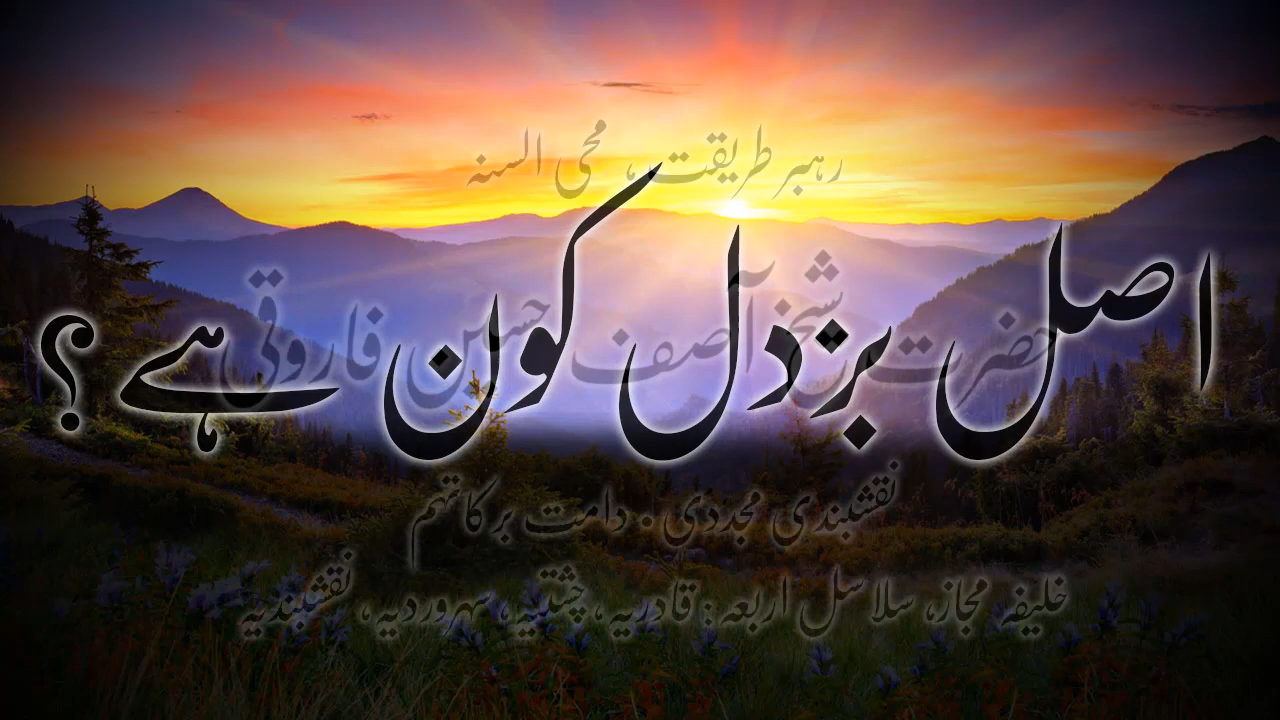 رہبر طریقت، محی السنہ
اصل بزدل کون ہے؟
حضرت شیخ آصف حسین فاروقی
نقشبندی مجددی . دامت برکاتہم
خلیفہ مجاز، سلاسل اربعہ: قادریہ، چشتیہ، سہروردیہ، نقشبندیہ